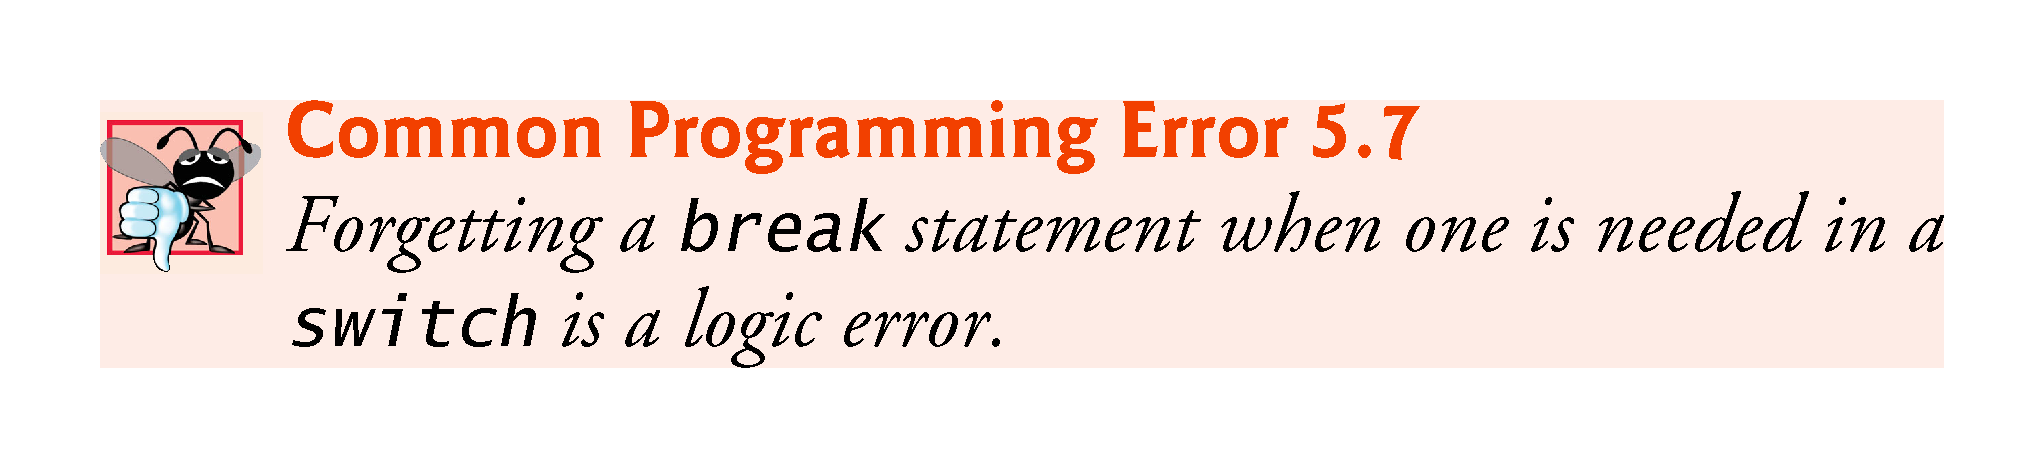 Common Programming Error 5.7
Forgetting a break statement when one is needed in a
switch is a logic error.